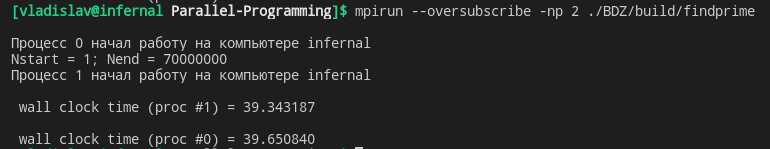 [vladislav@infernal Parallel-Programming]$ mpirun --oversubscribe -np 2 ./BDZ/build/findprime
Процесс 0 начал работу на компьютере infernal
Nstart = 1; Nend = 70000000
Процесс 1 начал работу на компьютере infernal
wall clock time (proc #1) = 39.343187
wall clock time (proc #0) = 39.650840